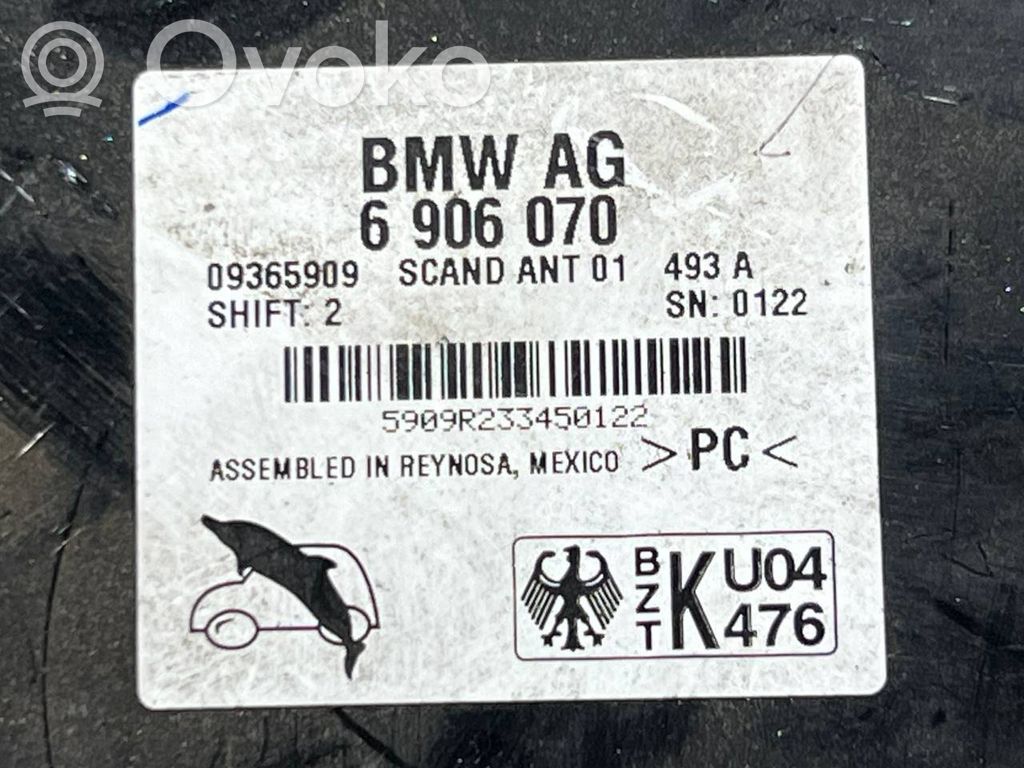 Ovoko
BMW AG
6 906 070
09365909 SCAND ANT 01 493 A
SHIFT: 2 SN: 0122
5909R233450122
ASSEMBLED IN REYNOSA, MEXICO >PC<
BZT K U04 476